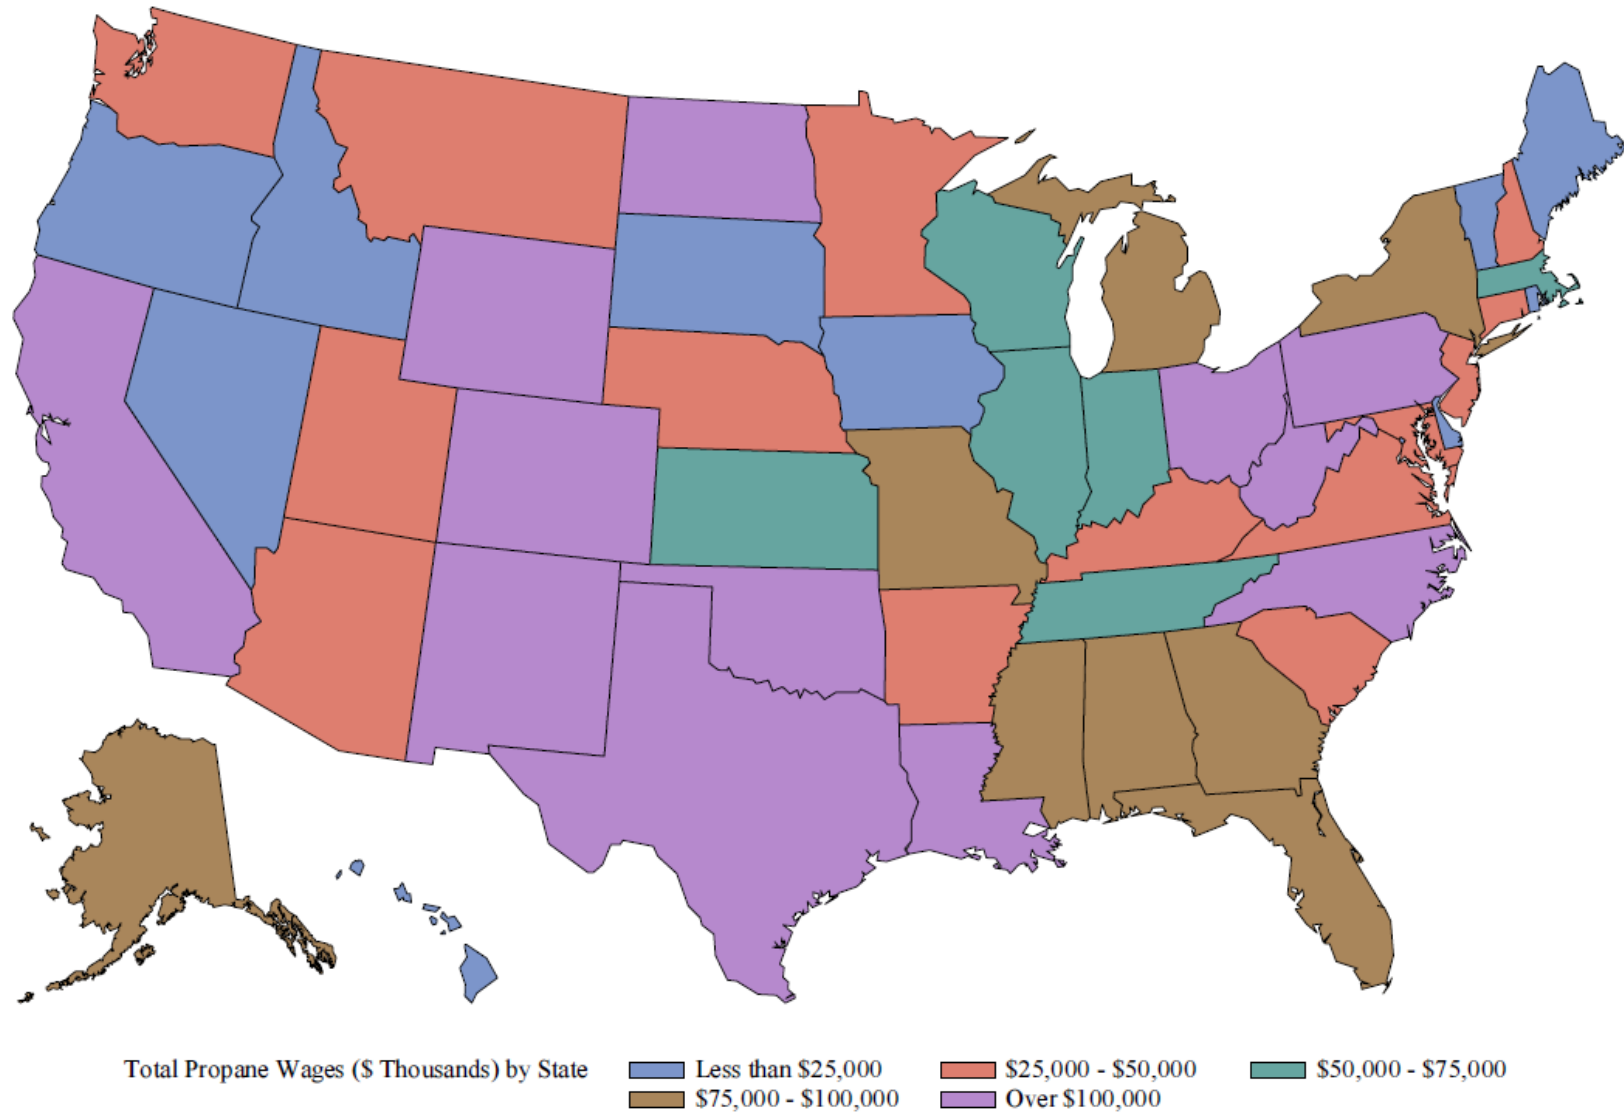 Total Propane Wages ($ Thousands) by State Less than $25,000 $25,000 - $50,000 $50,000 - $75,000
$75,000 - $100,000 Over $100,000